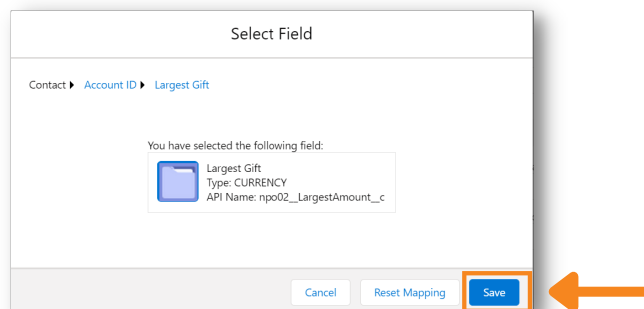 Select Field
Contact Account ID Largest Gift
You have selected the following field:
Largest Gift
Type: CURRENCY
API Name: npo02__LargestAmount__c
Cancel Reset Mapping Save